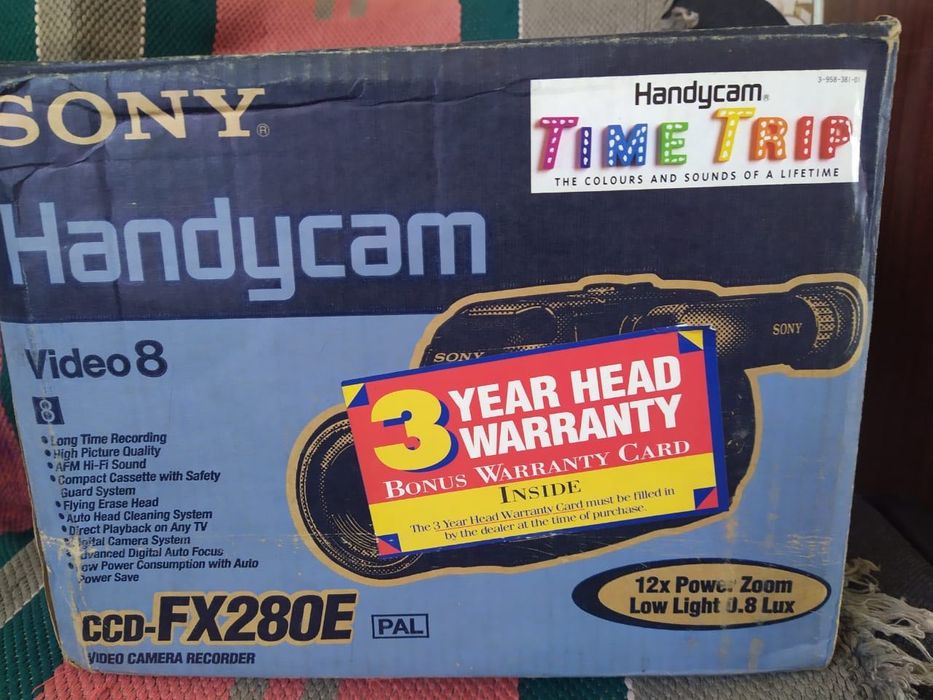 SONY®
Handycam®
3-958-381-01
TIME TRIP
THE COLOURS AND SOUNDS OF A LIFETIME
Handycam
Video 8
8
• Long Time Recording
• High Picture Quality
• AFM Hi-Fi Sound
• Compact Cassette with Safety
Guard System
• Flying Erase Head
• Auto Head Cleaning System
• Direct Playback on Any TV
• Digital Camera System
• Advanced Digital Auto Focus
• Low Power Consumption with Auto
Power Save
SONY
SONY
3 YEAR HEAD
WARRANTY
BONUS WARRANTY CARD
INSIDE
The 3 Year Head Warranty Card must be filled in
by the dealer at the time of purchase.
12x Power Zoom
Low Light 0.8 Lux
CCD-FX280E PAL
VIDEO CAMERA RECORDER